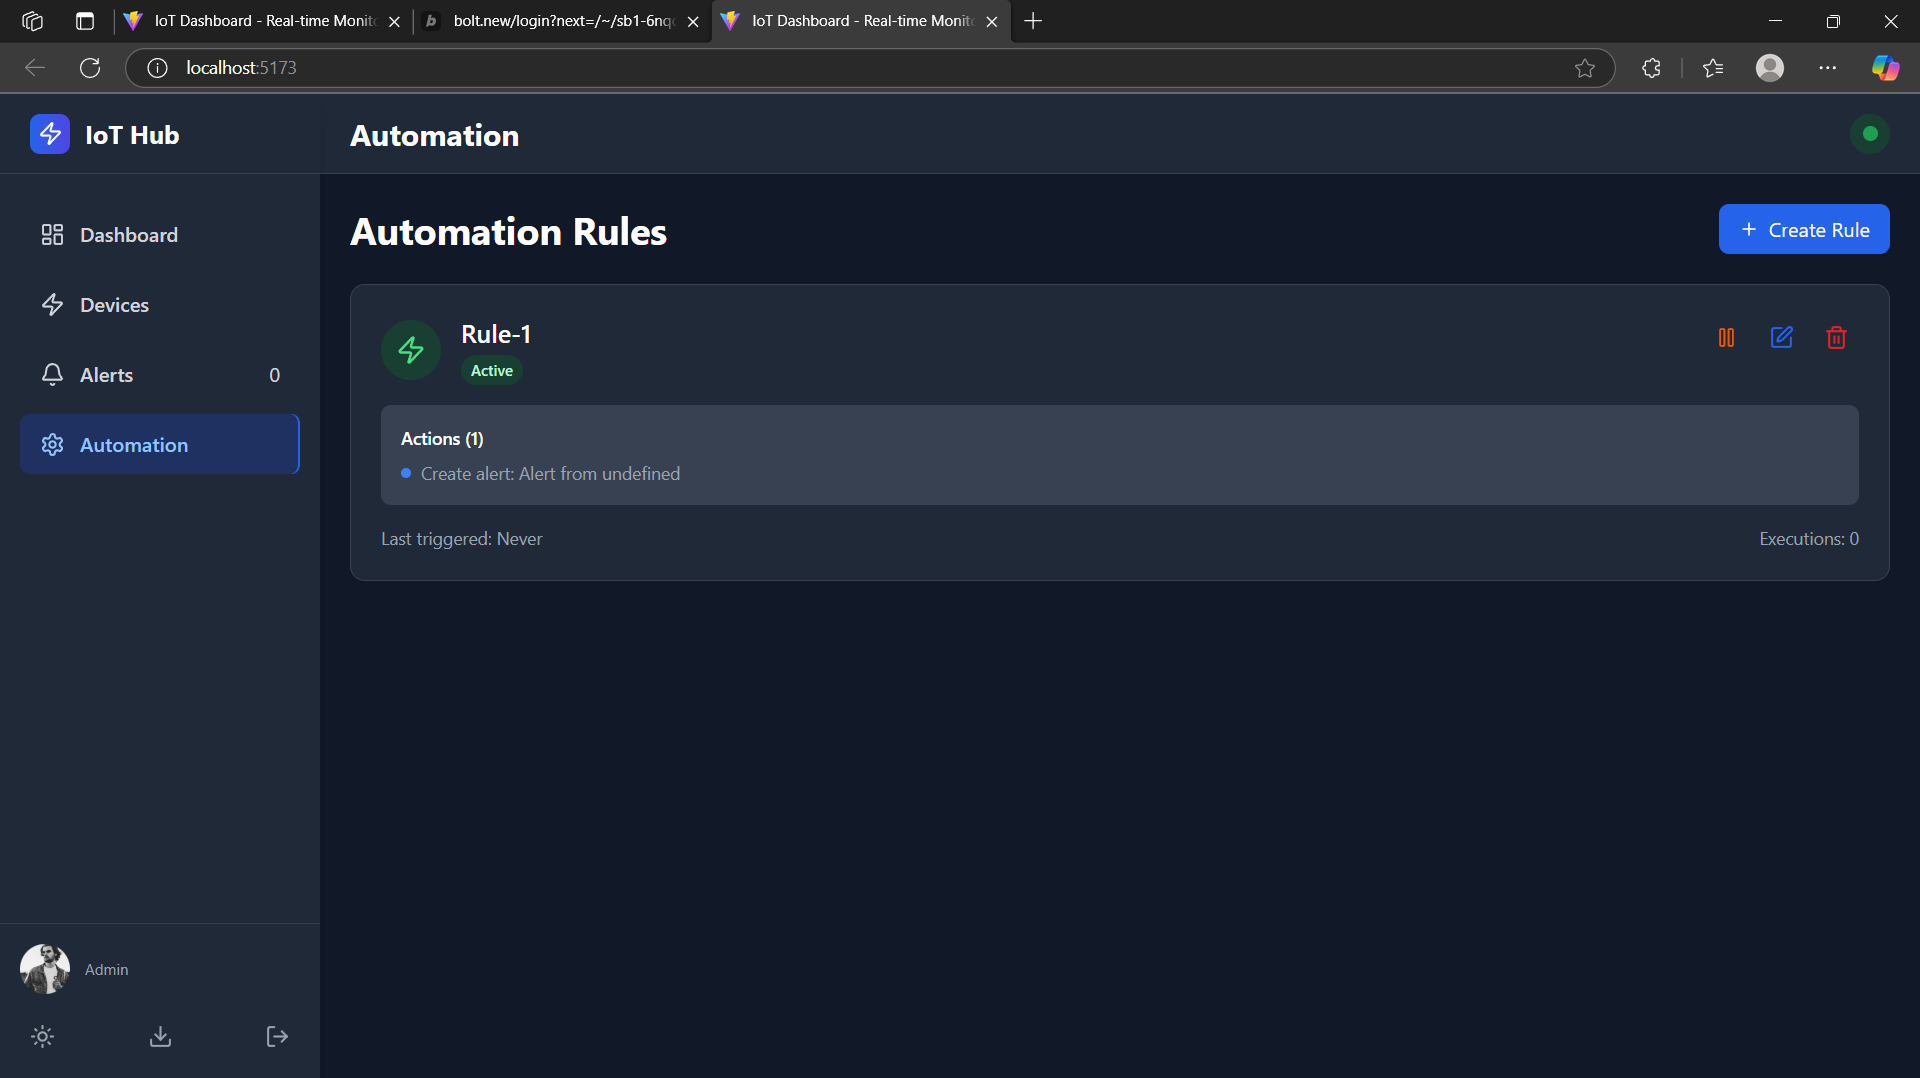 IoT Dashboard - Real-time Monito
bolt.new/login?next=/~/sb1-6nq
IoT Dashboard - Real-time Monito
localhost:5173
IoT Hub
Automation
Dashboard
Devices
Alerts 0
Automation
Automation Rules
+ Create Rule
Rule-1
Active
Actions (1)
Create alert: Alert from undefined
Last triggered: Never
Executions: 0
Admin